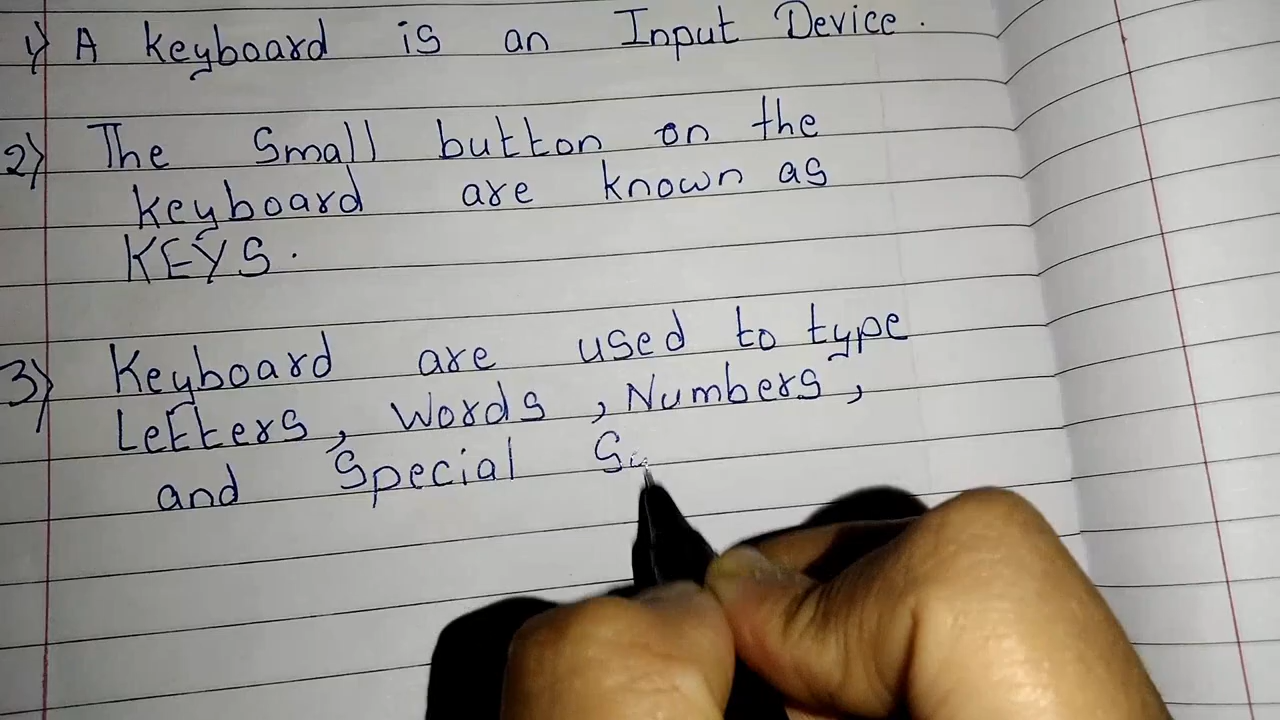 1) A keyboard is an Input Device.
2) The Small button on the
keyboard are known as
KEYS.
3) Keyboard are used to type
Letters, Words, Numbers,
and Special